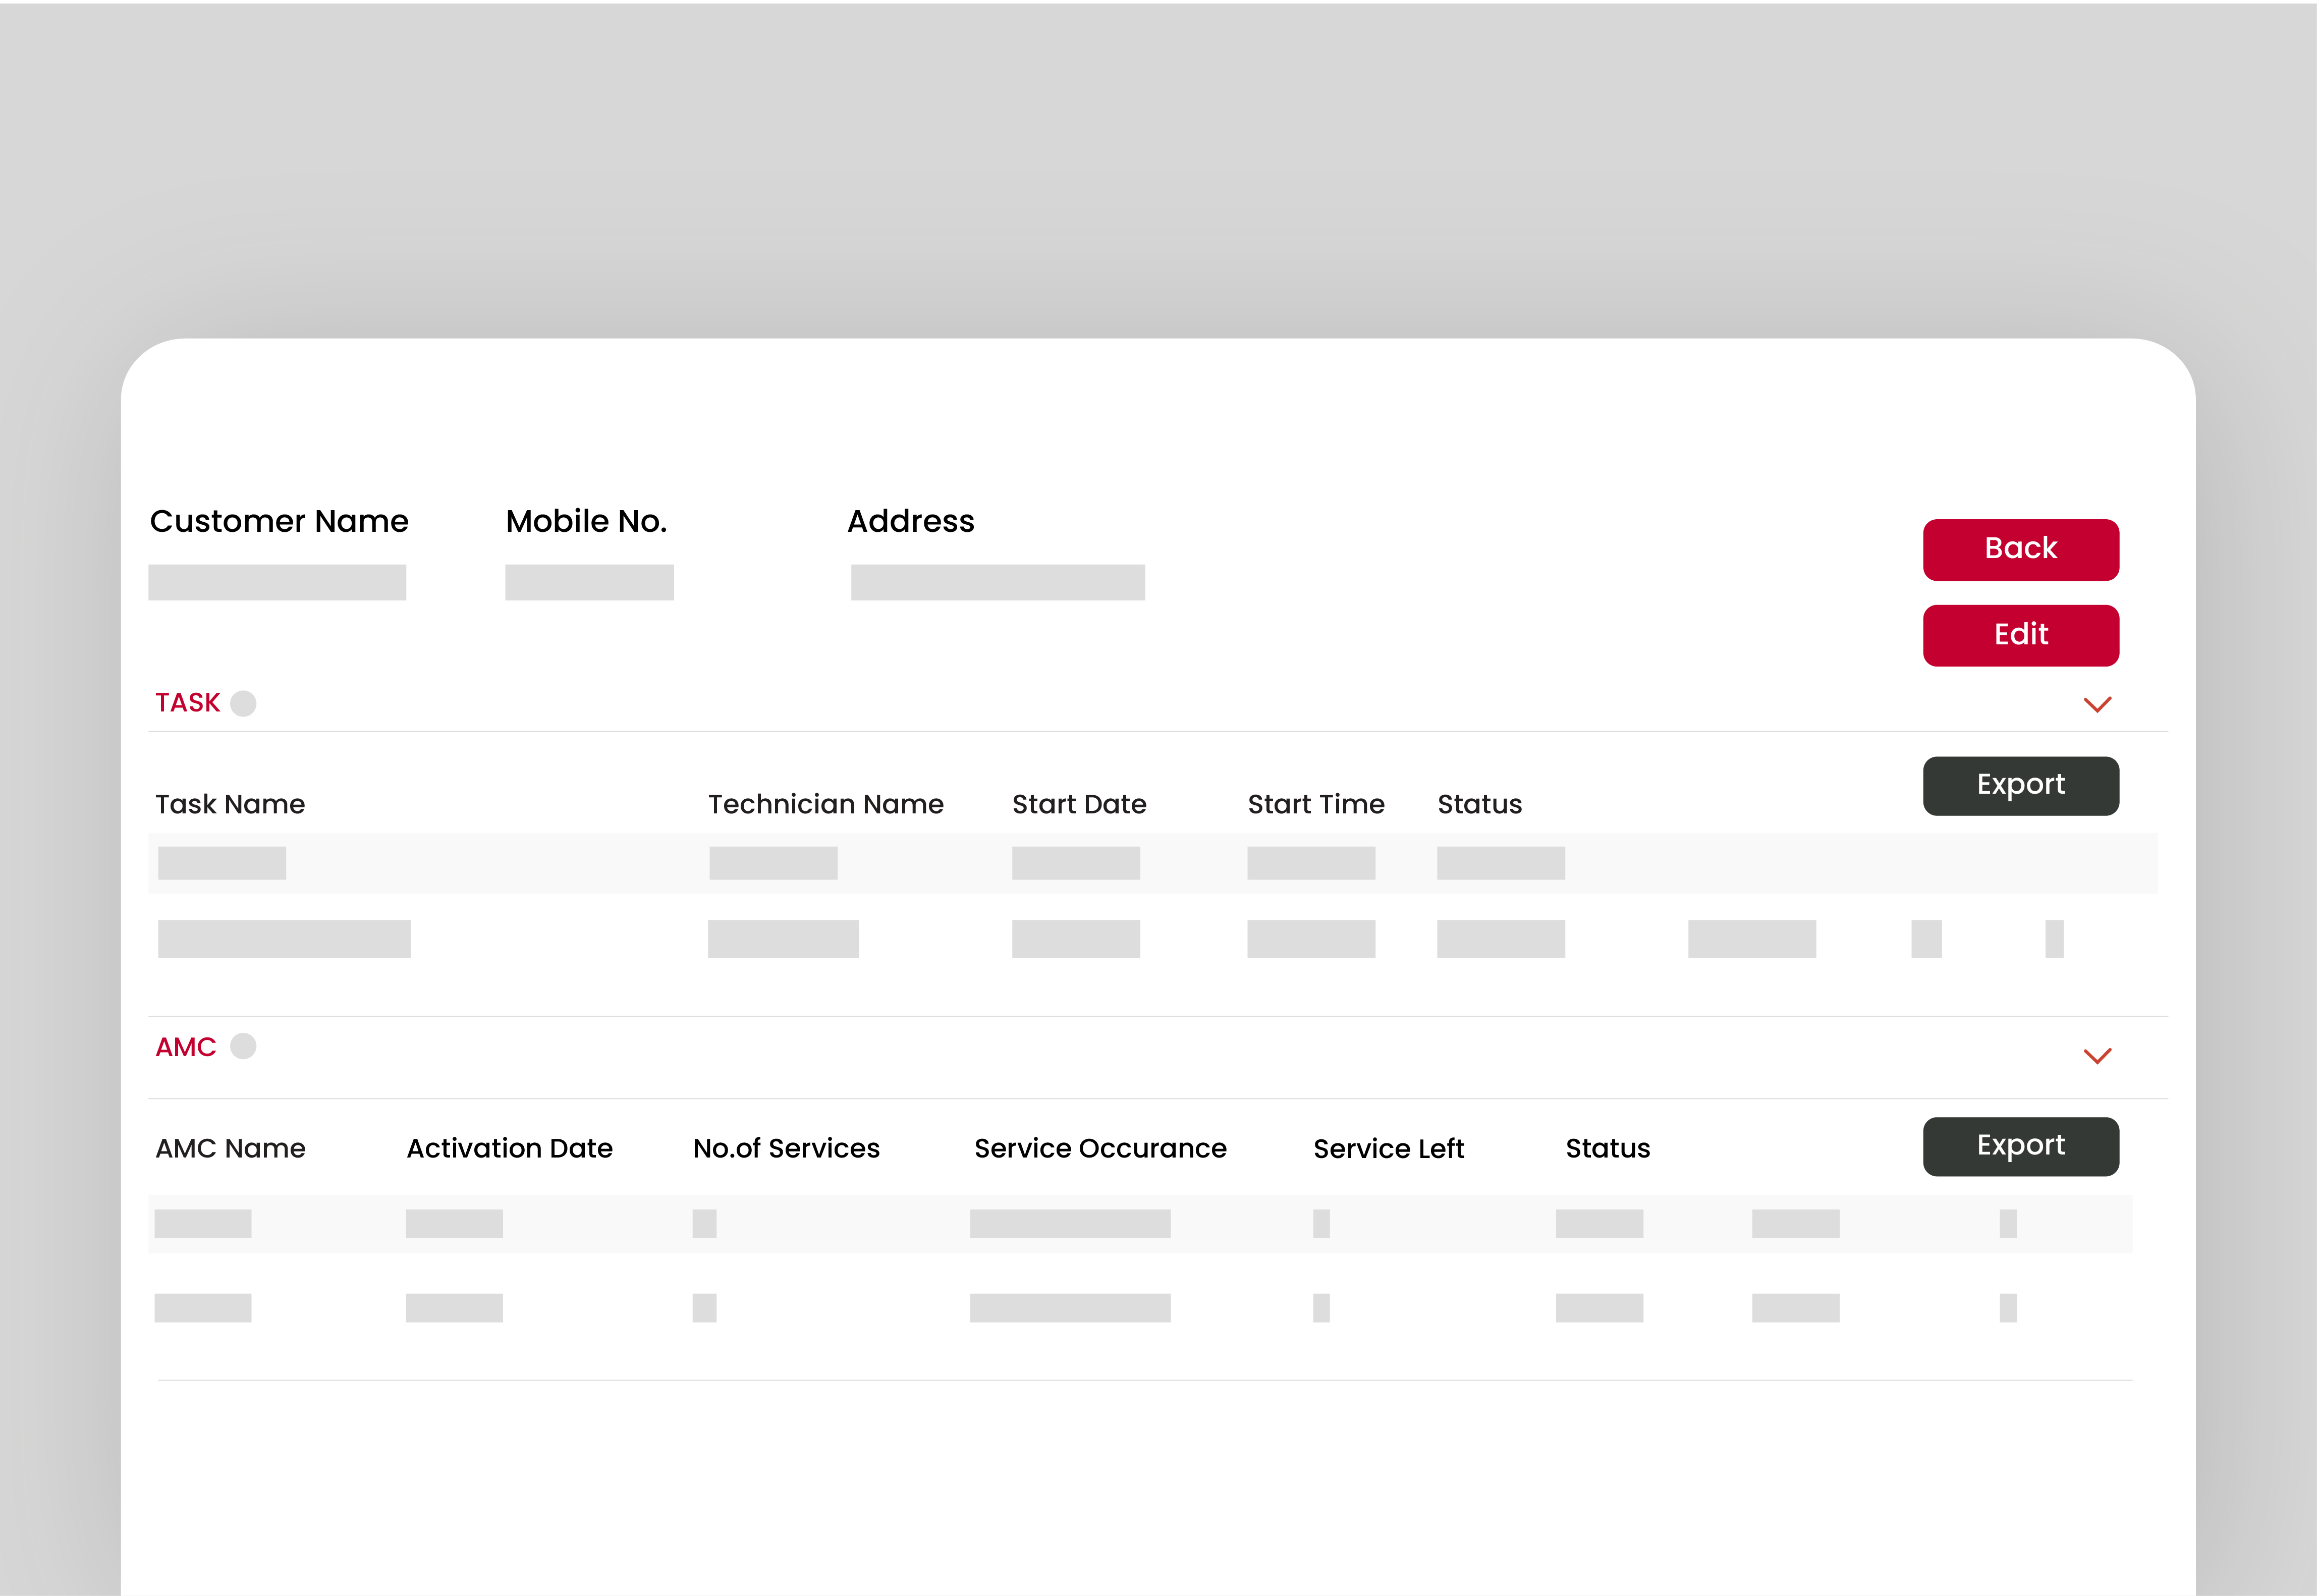 Customer Name Mobile No. Address
Back
Edit
TASK
Export
Task Name Technician Name Start Date Start Time Status
AMC
AMC Name Activation Date No.of Services Service Occurance Service Left Status Export